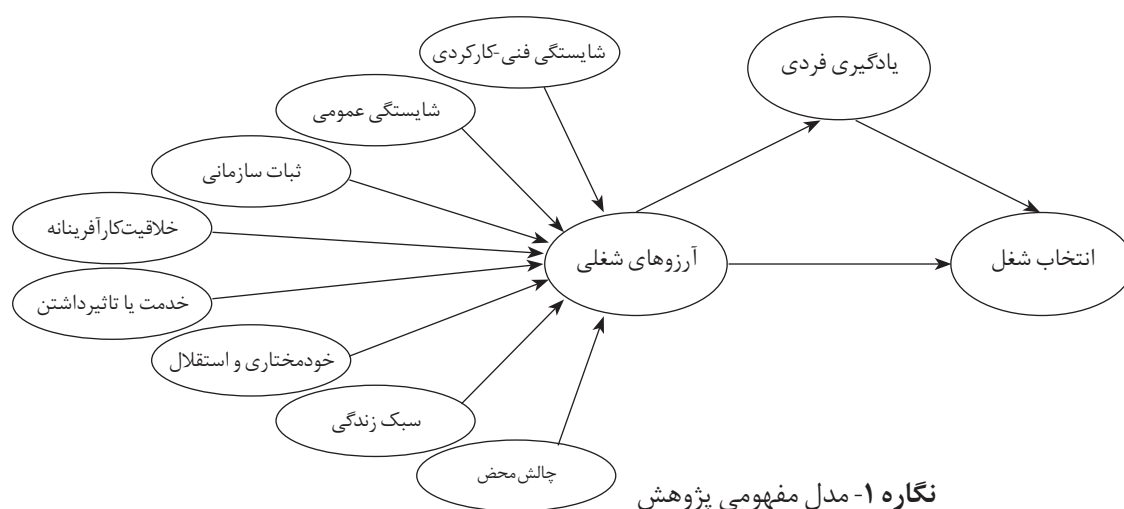 شایستگی فنی-کارکردی
یادگیری فردی
شایستگی عمومی
ثبات سازمانی
خلاقیت‌کارآفرینانه
آرزوهای شغلی
انتخاب شغل
خدمت یا تاثیرداشتن
خودمختاری و استقلال
سبک زندگی
چالش‌محض
نگاره ۱- مدل مفهومی پژوهش